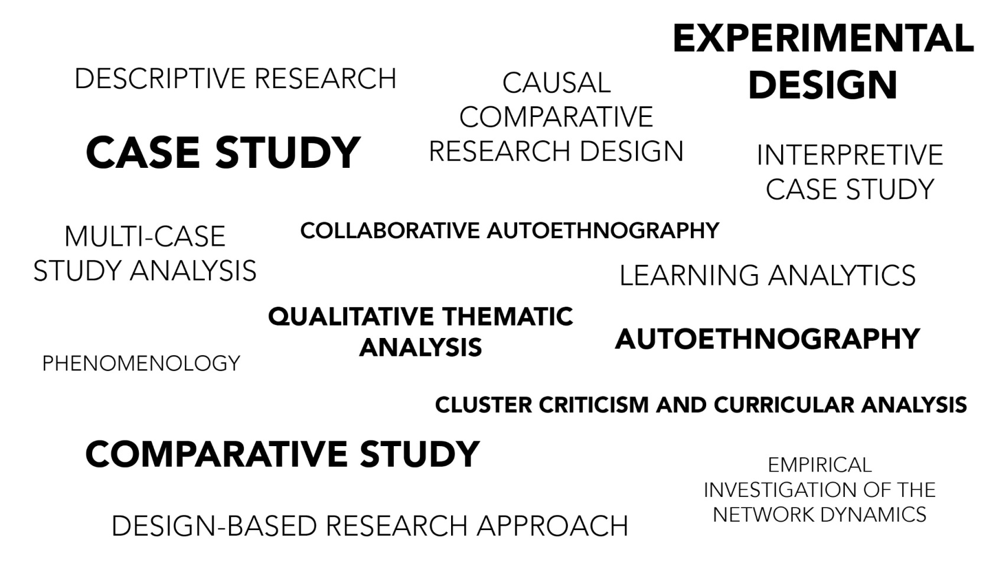 EXPERIMENTAL
DESIGN
DESCRIPTIVE RESEARCH
CAUSAL
COMPARATIVE
RESEARCH DESIGN
CASE STUDY
INTERPRETIVE
CASE STUDY
MULTI-CASE
STUDY ANALYSIS
COLLABORATIVE AUTOETHNOGRAPHY
LEARNING ANALYTICS
QUALITATIVE THEMATIC
ANALYSIS
AUTOETHNOGRAPHY
PHENOMENOLOGY
CLUSTER CRITICISM AND CURRICULAR ANALYSIS
COMPARATIVE STUDY
EMPIRICAL
INVESTIGATION OF THE
NETWORK DYNAMICS
DESIGN-BASED RESEARCH APPROACH